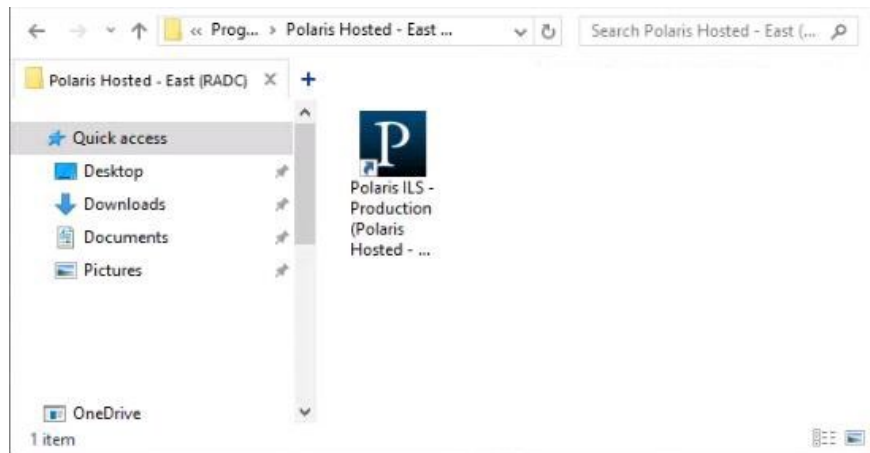 « Prog... › Polaris Hosted - East ...
Search Polaris Hosted - East (...
Polaris Hosted - East (RADC)
Quick access
Desktop
Downloads
Documents
Pictures
OneDrive
P
Polaris ILS -
Production
(Polaris
Hosted - ...
1 item